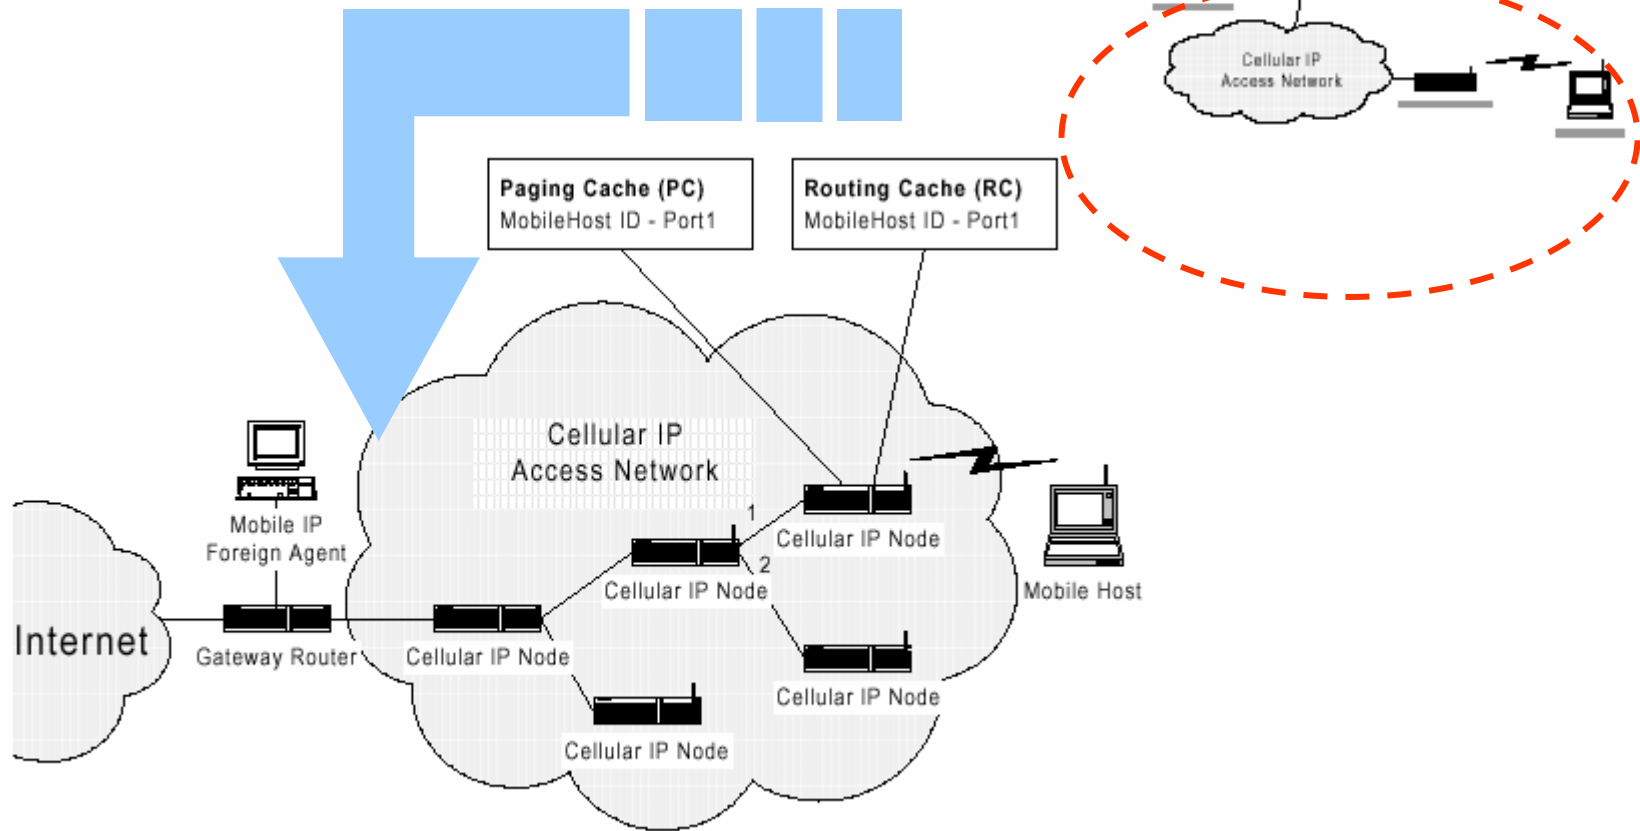 Cellular IP
Access Network
Paging Cache (PC)
MobileHost ID - Port1
Routing Cache (RC)
MobileHost ID - Port1
Cellular IP
Access Network
1
2
Mobile IP
Foreign Agent
Cellular IP Node
Cellular IP Node
Mobile Host
Internet
Gateway Router
Cellular IP Node
Cellular IP Node
Cellular IP Node